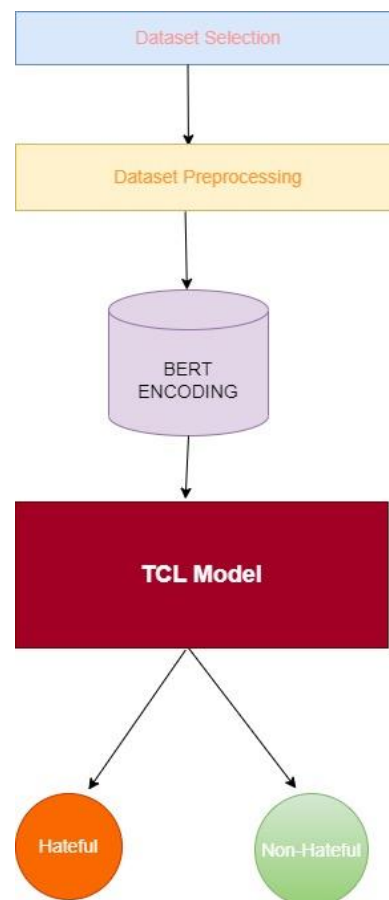 Dataset Selection
Dataset Preprocessing
BERT
ENCODING
TCL Model
Hateful
Non-Hateful